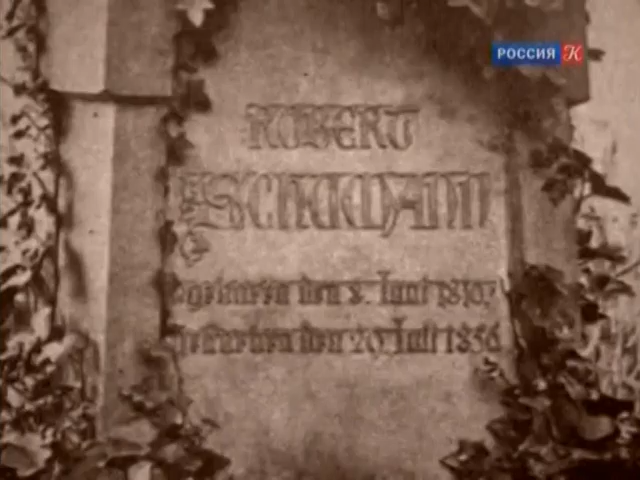 РОССИЯ К
ROBERT
SCHUMANN
geboren den 8. Juni 1810,
gestorben den 29. Juli 1856